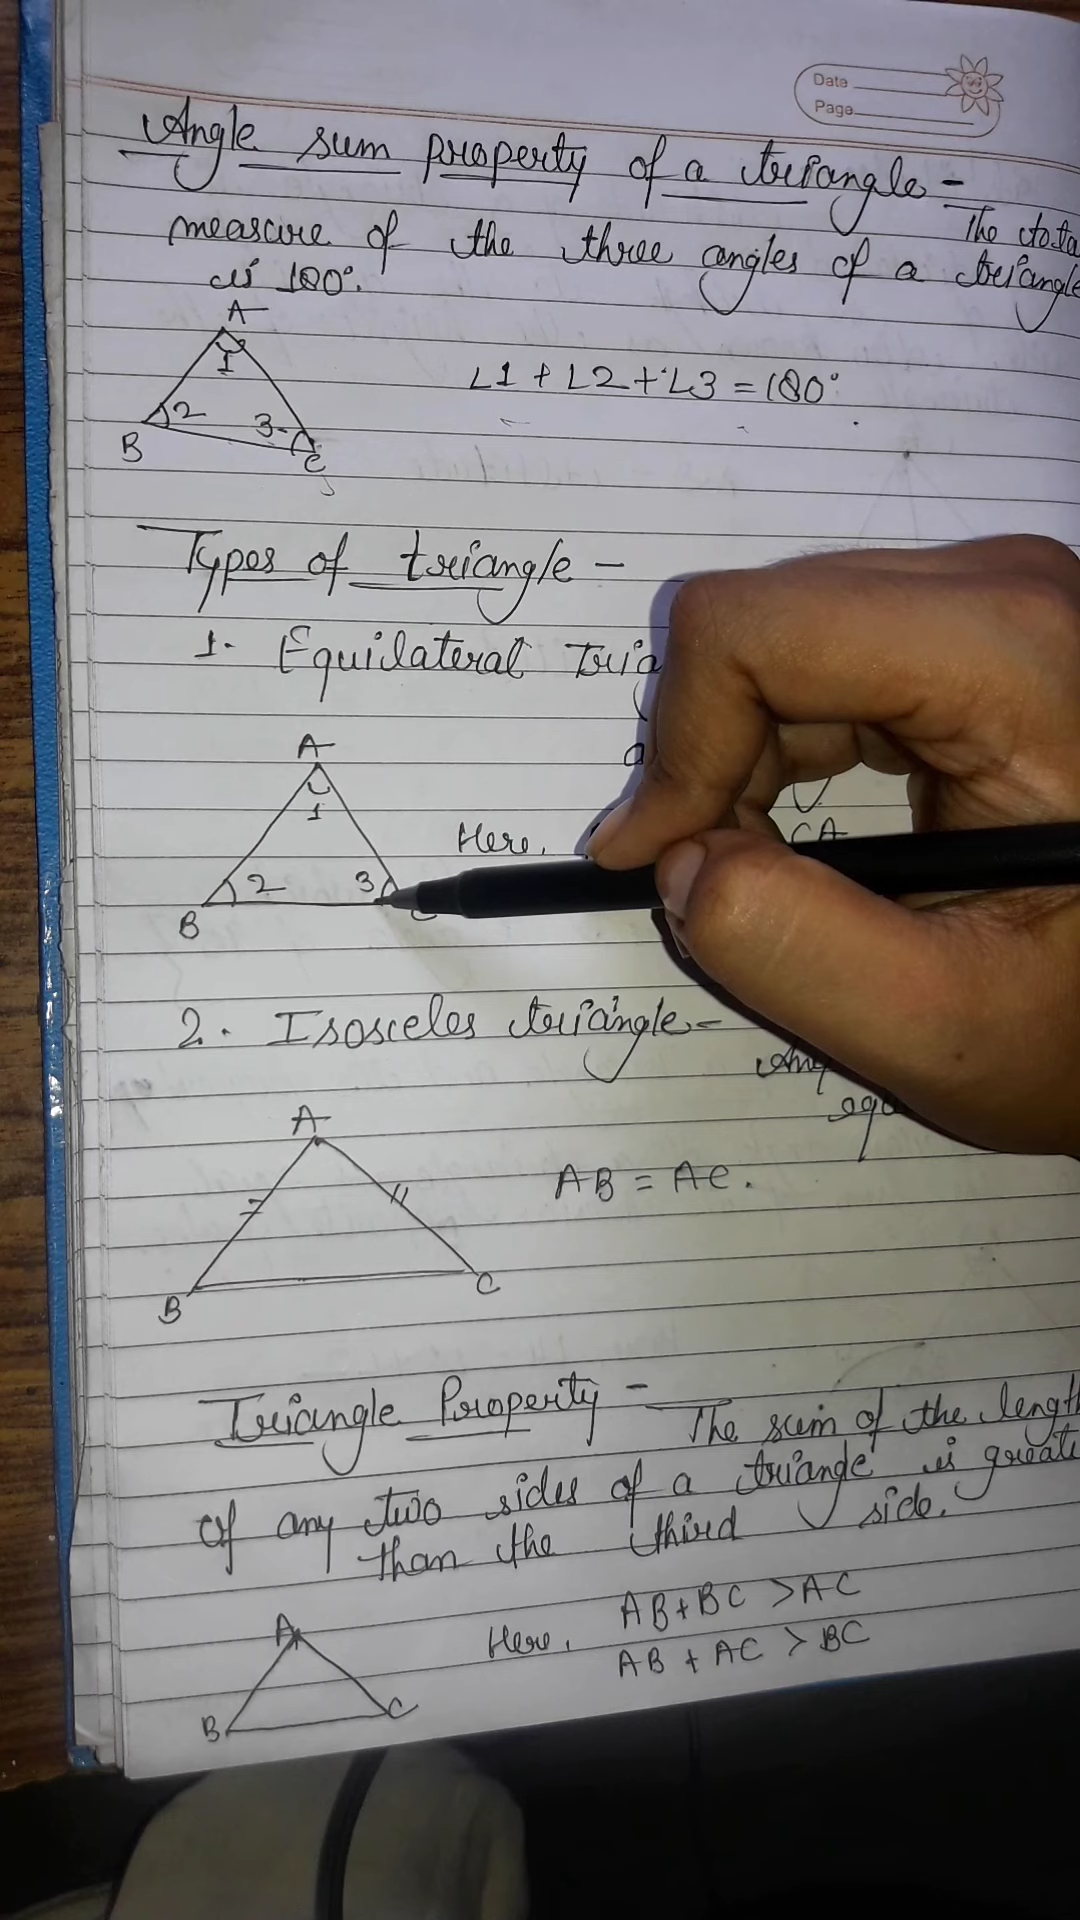 Date
Page
Angle sum property of a triangle -
The tota
measure of the three angles of a triangle
is 180°.
A
1
2
3
B
C
∠1 + ∠2 + ∠3 = 180°
Types of triangle -
1. Equilateral Tria
a
A
1
Here,
CA
2
3
B
C
2. Isosceles triangle -
A
AB = AC.
B
C
Triangle Property - The sum of the length
of any two sides of a triangle is greate
than the third side.
A
B
C
Here, AB + BC > AC
AB + AC > BC